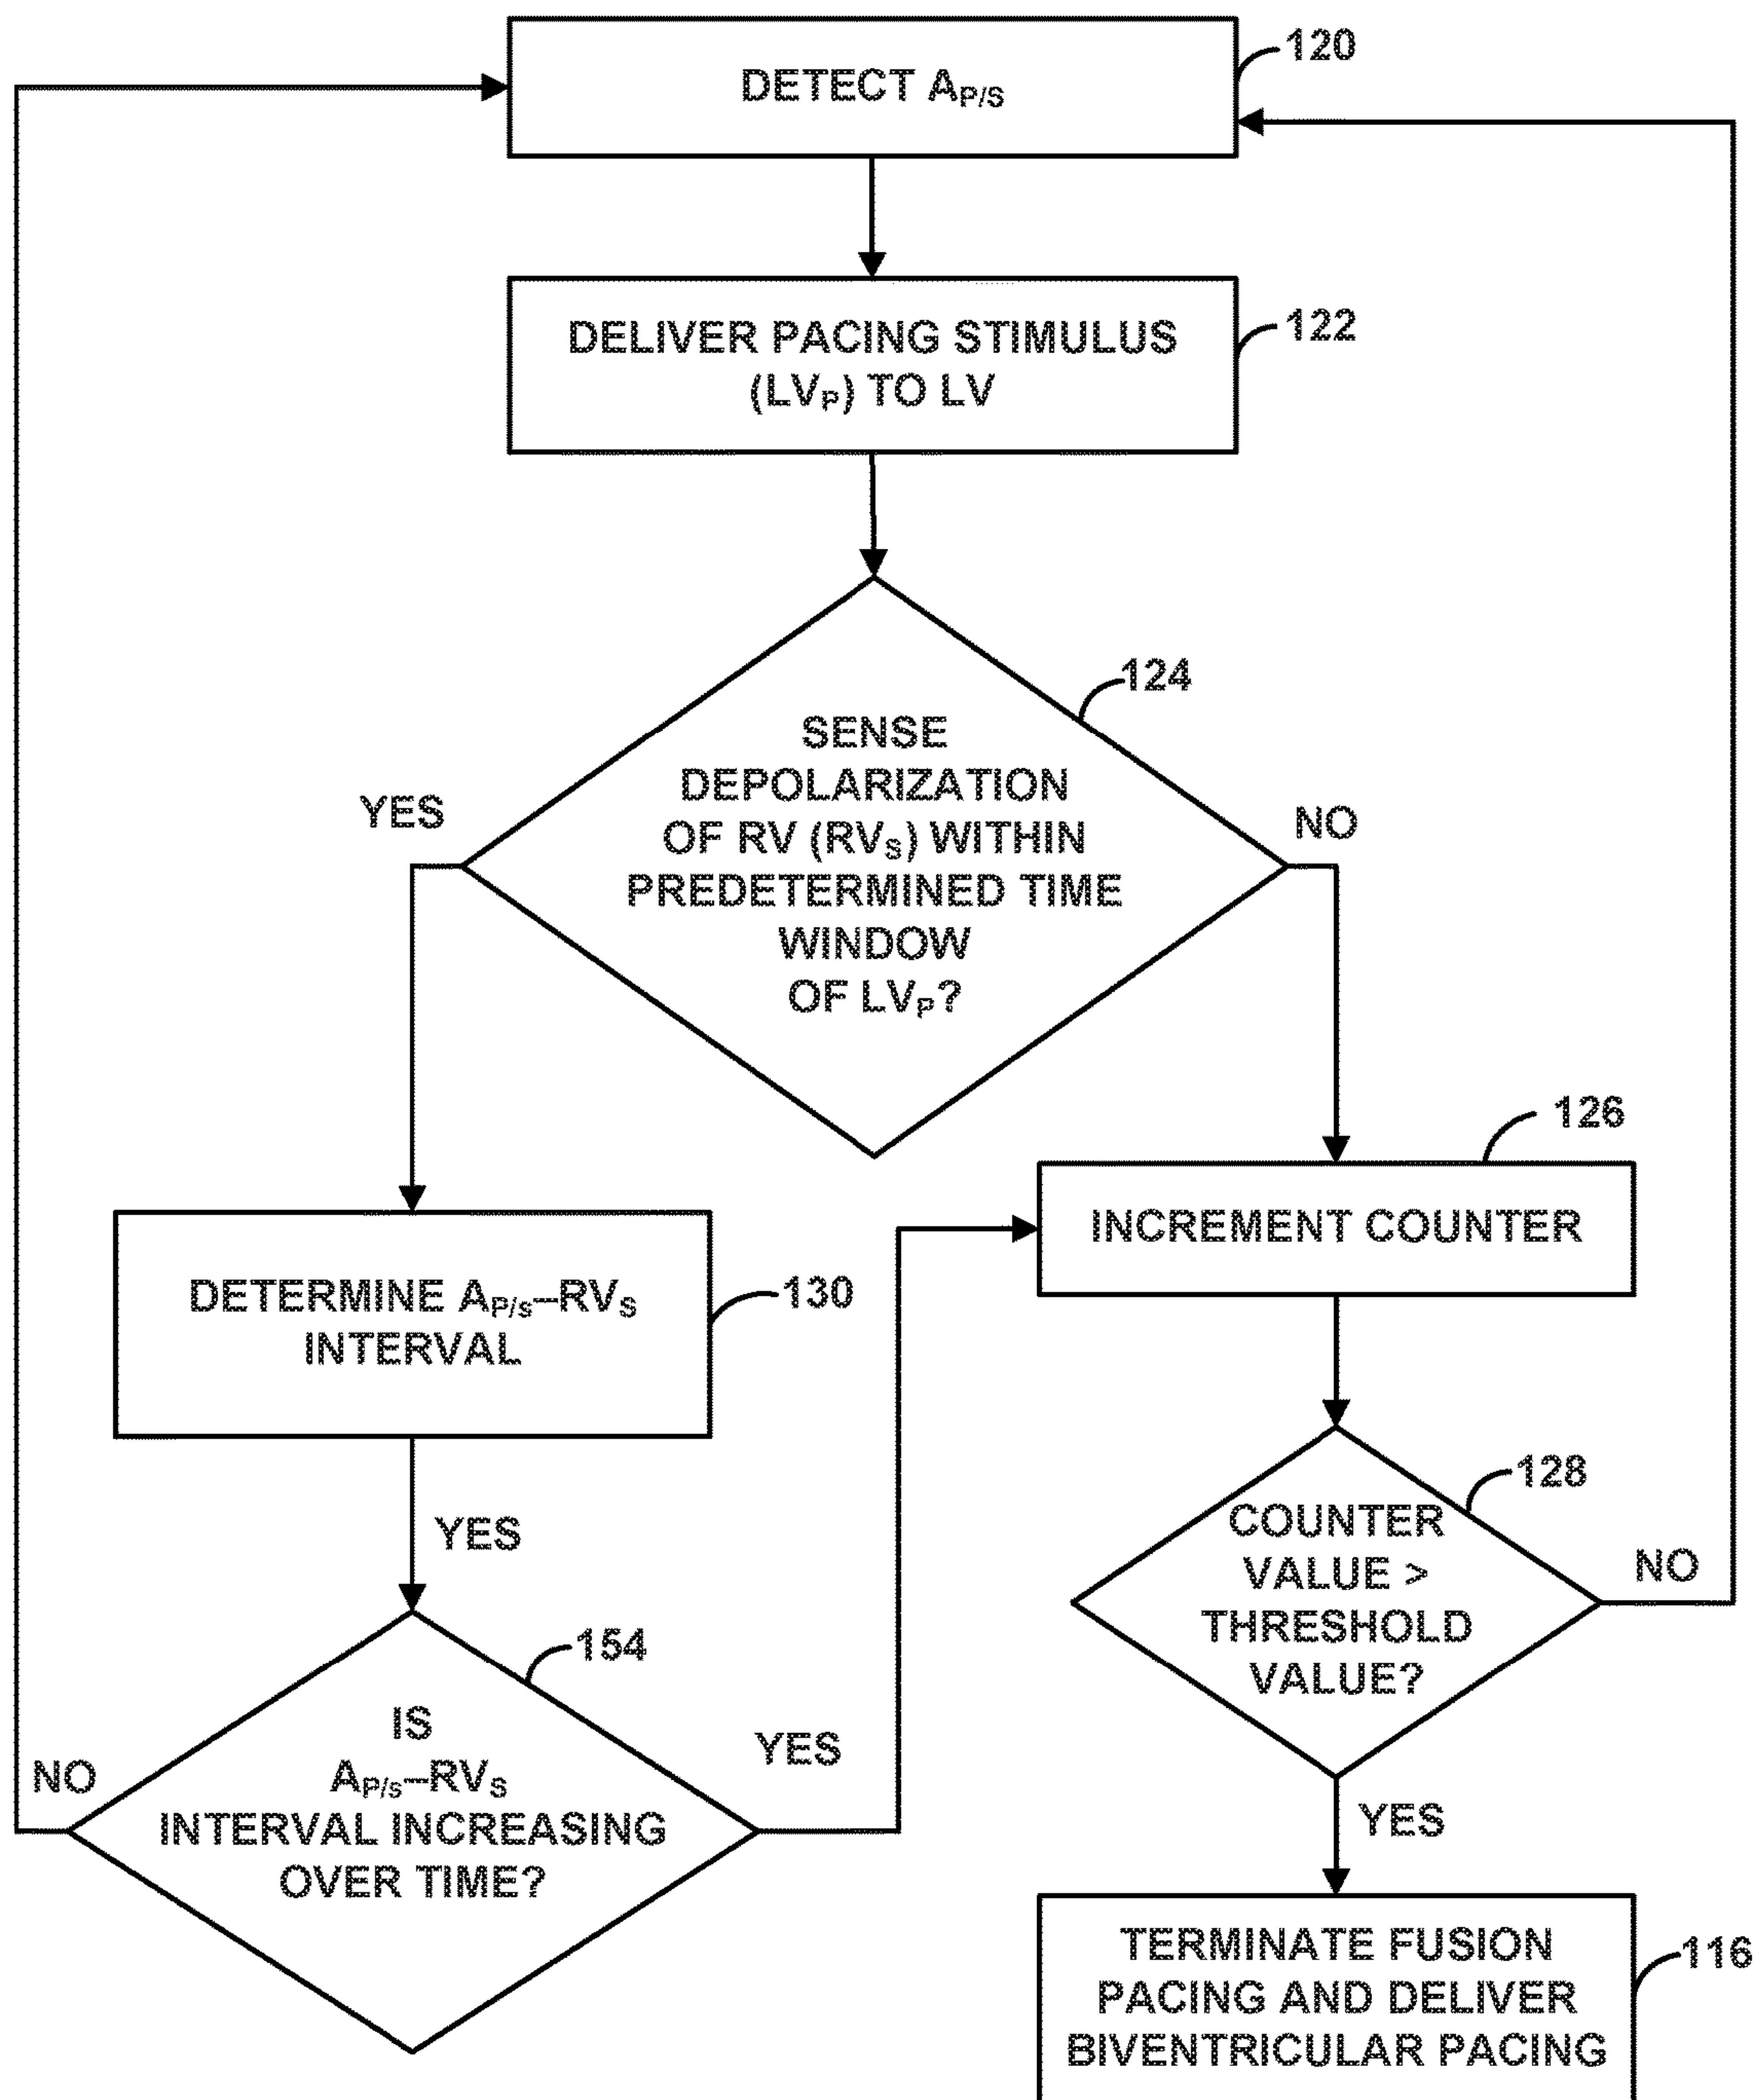 120
DETECT AP/S
122
DELIVER PACING STIMULUS
(LVP) TO LV
124
SENSE
DEPOLARIZATION
OF RV (RVS) WITHIN
PREDETERMINED TIME
WINDOW
OF LVP?
YES
NO
126
INCREMENT COUNTER
130
DETERMINE AP/s–RVS
INTERVAL
YES
128
COUNTER
VALUE >
THRESHOLD
VALUE?
NO
154
IS
AP/s–RVS
INTERVAL INCREASING
OVER TIME?
NO
YES
YES
116
TERMINATE FUSION
PACING AND DELIVER
BIVENTRICULAR PACING